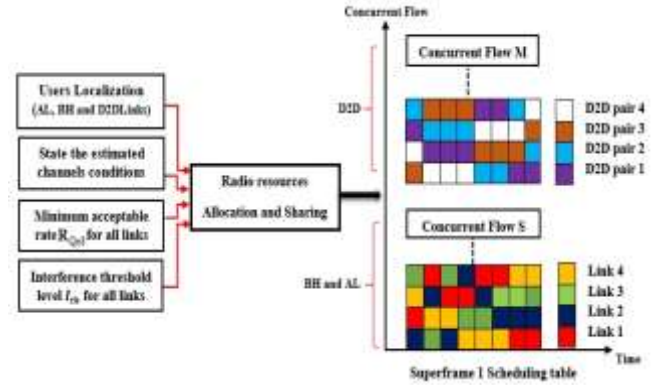 Concurrent Flow
Users Localization
(AL, BH and D2DLinks)
State the estimated
channels conditions
Minimum acceptable
rate R_QoS for all links
Interference threshold
level I_th for all links
Radio resources
Allocation and Sharing
D2D
Concurrent Flow M
D2D pair 4
D2D pair 3
D2D pair 2
D2D pair 1
BH and AL
Concurrent Flow S
Link 4
Link 3
Link 2
Link 1
Time
Superframe 1 Scheduling table